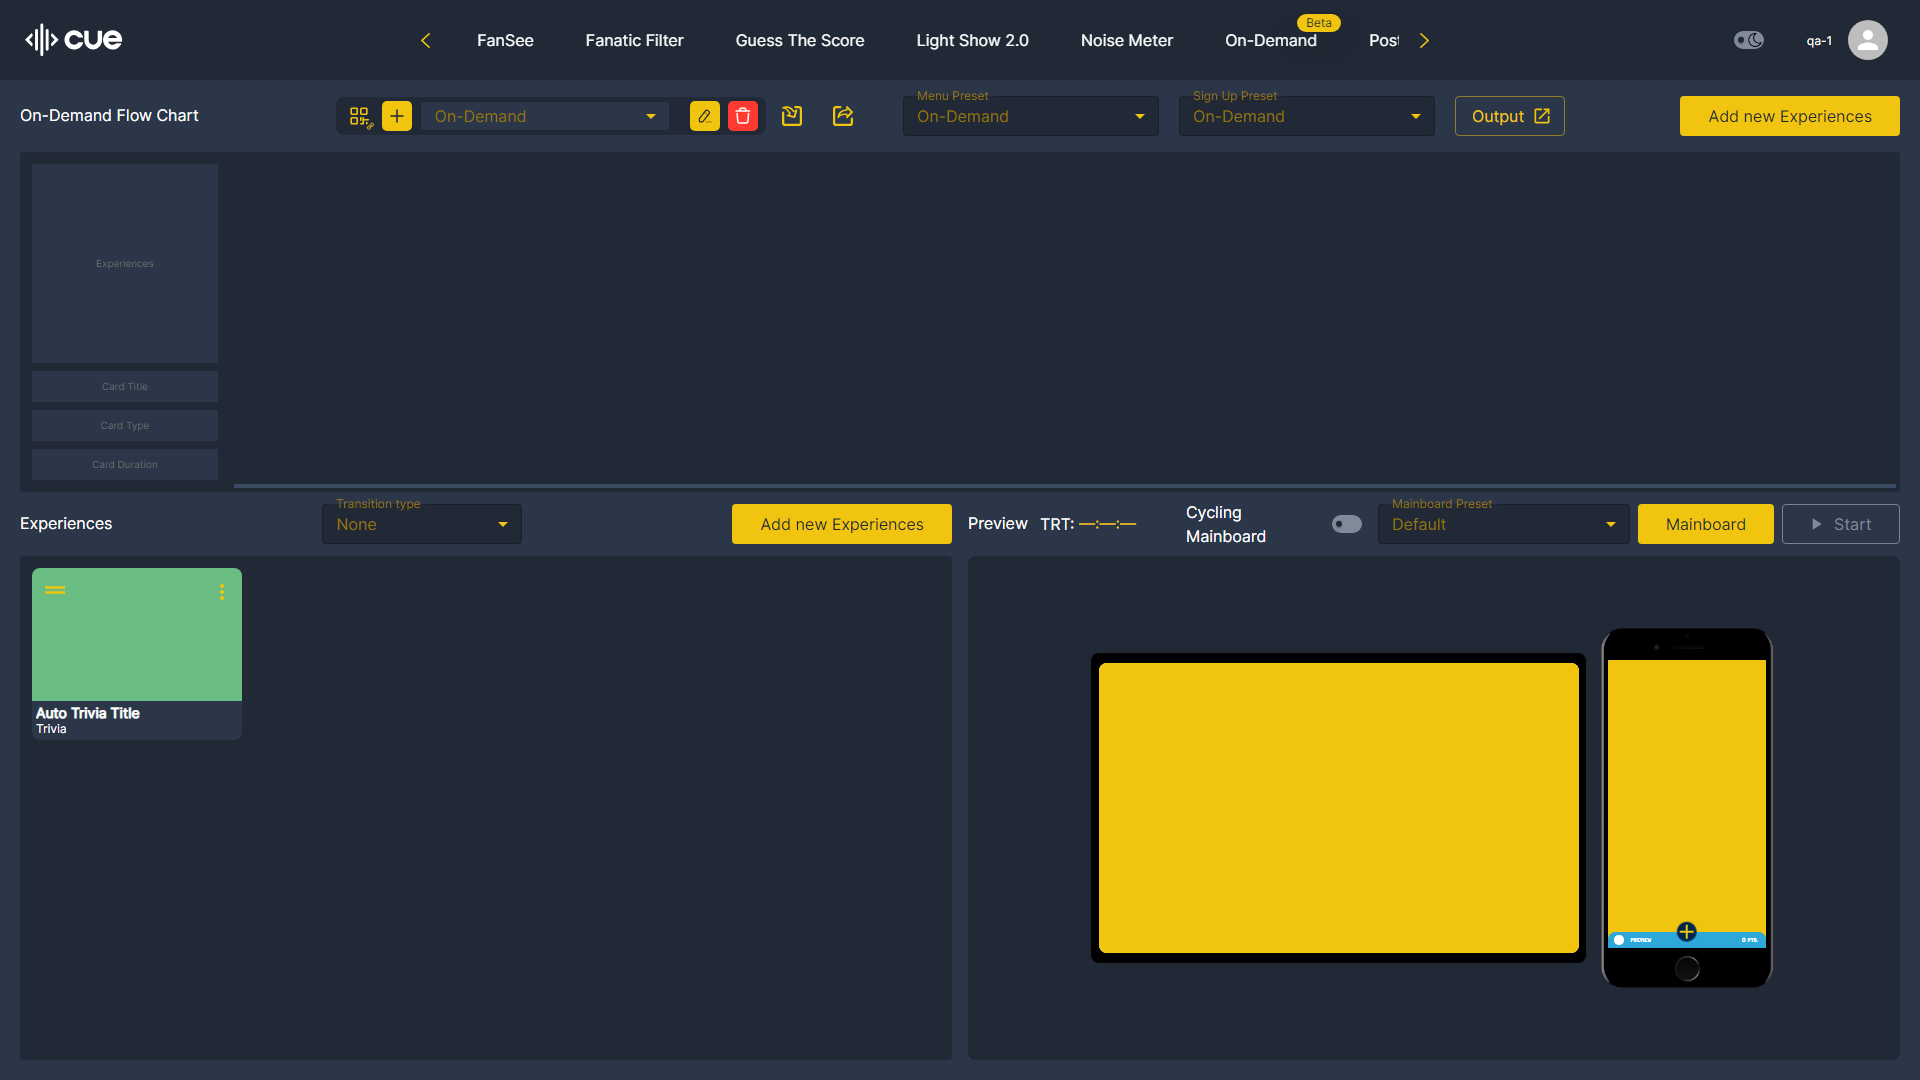 cue
FanSee
Fanatic Filter
Guess The Score
Light Show 2.0
Noise Meter
On-Demand
Beta
Post
qa-1
On-Demand Flow Chart
On-Demand
Menu Preset
On-Demand
Sign Up Preset
On-Demand
Output
Add new Experiences
Experiences
Card Title
Card Type
Card Duration
Experiences
Transition type
None
Add new Experiences
Preview
TRT: —:—:—
Cycling
Mainboard
Mainboard Preset
Default
Mainboard
Start
Auto Trivia Title
Trivia
PREVIEW
0 PTS.